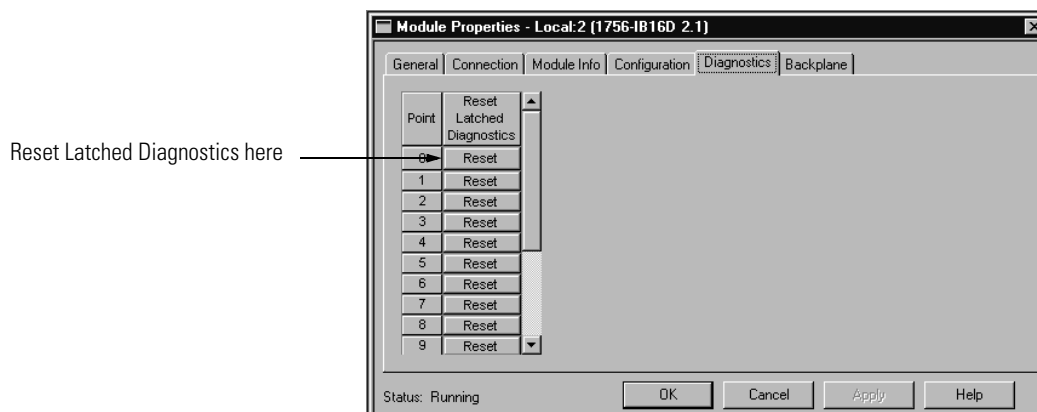 Module Properties - Local:2 (1756-IB16D 2.1)
General Connection Module Info Configuration Diagnostics Backplane
Point
Reset
Latched
Diagnostics
Reset Latched Diagnostics here
0 Reset
1 Reset
2 Reset
3 Reset
4 Reset
5 Reset
6 Reset
7 Reset
8 Reset
9 Reset
Status: Running
OK Cancel Apply Help